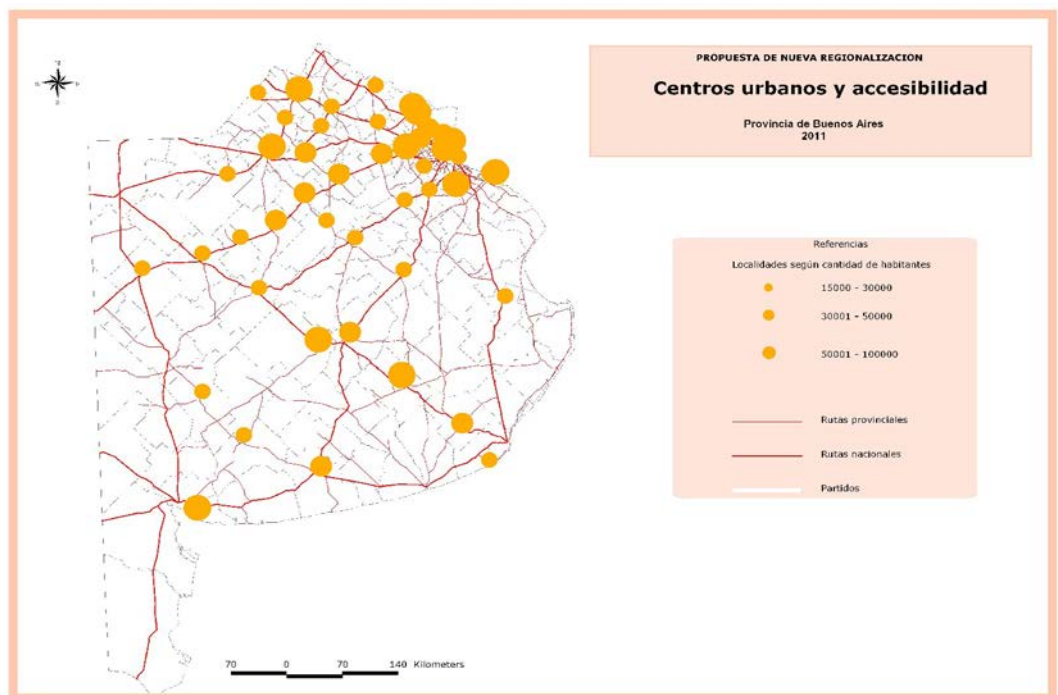 PROPUESTA DE NUEVA REGIONALIZACIÓN
Centros urbanos y accesibilidad
Provincia de Buenos Aires
2011
Referencias
Localidades según cantidad de habitantes
15000 - 30000
30001 - 50000
50001 - 100000
Rutas provinciales
Rutas nacionales
Partidos
70 0 70 140 Kilometers